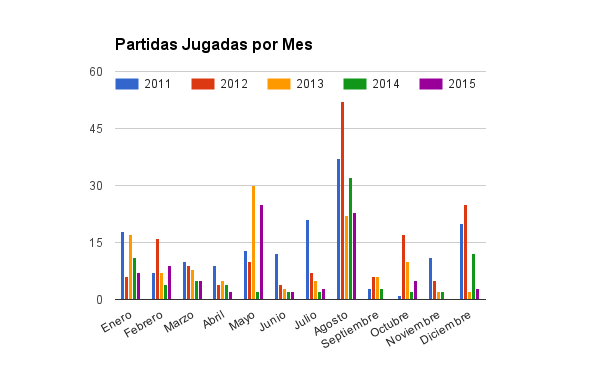 Partidas Jugadas por Mes
60
2011 2012 2013 2014 2015
45
30
15
0
Enero Febrero Marzo Abril Mayo Junio Julio Agosto Septiembre Octubre Noviembre Diciembre